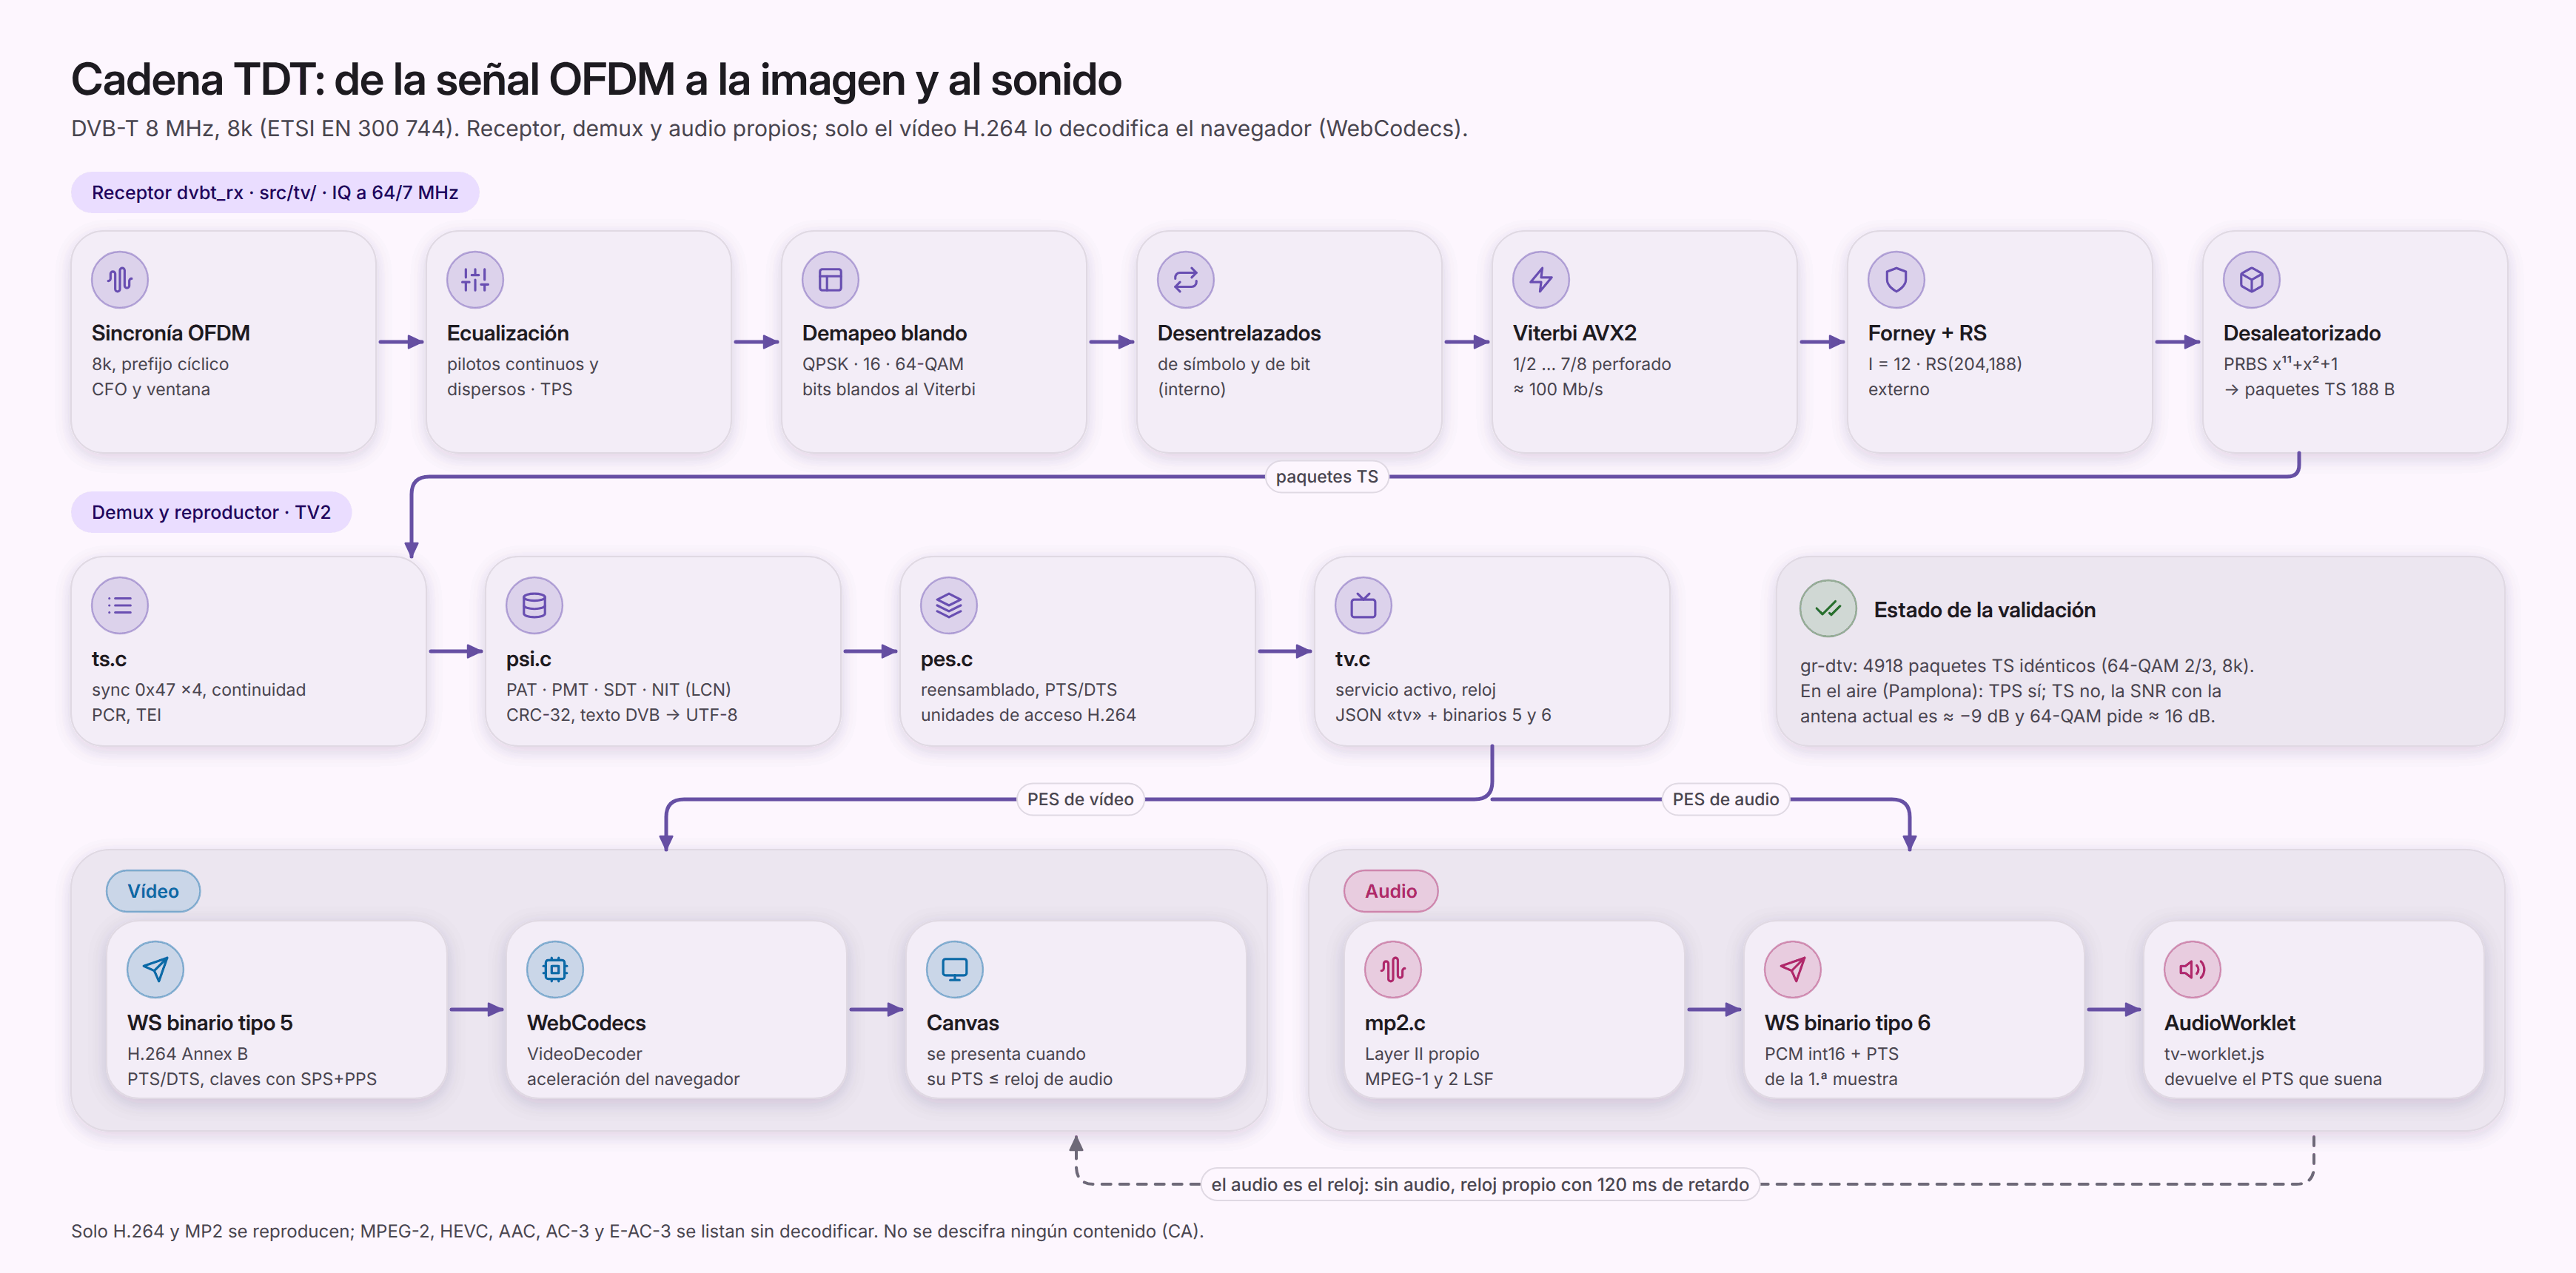 Cadena TDT: de la señal OFDM a la imagen y al sonido
DVB-T 8 MHz, 8k (ETSI EN 300 744). Receptor, demux y audio propios; solo el vídeo H.264 lo decodifica el navegador (WebCodecs).
Receptor dvbt_rx · src/tv/ · IQ a 64/7 MHz
Sincronía OFDM
8k, prefijo cíclico
CFO y ventana
Ecualización
pilotos continuos y
dispersos · TPS
Demapeo blando
QPSK · 16 · 64-QAM
bits blandos al Viterbi
Desentrelazados
de símbolo y de bit
(interno)
Viterbi AVX2
1/2 ... 7/8 perforado
≈ 100 Mb/s
Forney + RS
I = 12 · RS(204,188)
externo
Desaleatorizado
PRBS x¹¹+x²+1
→ paquetes TS 188 B
paquetes TS
Demux y reproductor · TV2
ts.c
sync 0x47 ×4, continuidad
PCR, TEI
psi.c
PAT · PMT · SDT · NIT (LCN)
CRC-32, texto DVB → UTF-8
pes.c
reensamblado, PTS/DTS
unidades de acceso H.264
tv.c
servicio activo, reloj
JSON «tv» + binarios 5 y 6
Estado de la validación
gr-dtv: 4918 paquetes TS idénticos (64-QAM 2/3, 8k).
En el aire (Pamplona): TPS sí; TS no, la SNR con la
antena actual es ≈ −9 dB y 64-QAM pide ≈ 16 dB.
PES de vídeo
PES de audio
Vídeo
WS binario tipo 5
H.264 Annex B
PTS/DTS, claves con SPS+PPS
WebCodecs
VideoDecoder
aceleración del navegador
Canvas
se presenta cuando
su PTS ≤ reloj de audio
Audio
mp2.c
Layer II propio
MPEG-1 y 2 LSF
WS binario tipo 6
PCM int16 + PTS
de la 1.ª muestra
AudioWorklet
tv-worklet.js
devuelve el PTS que suena
el audio es el reloj: sin audio, reloj propio con 120 ms de retardo
Solo H.264 y MP2 se reproducen; MPEG-2, HEVC, AAC, AC-3 y E-AC-3 se listan sin decodificar. No se descifra ningún contenido (CA).